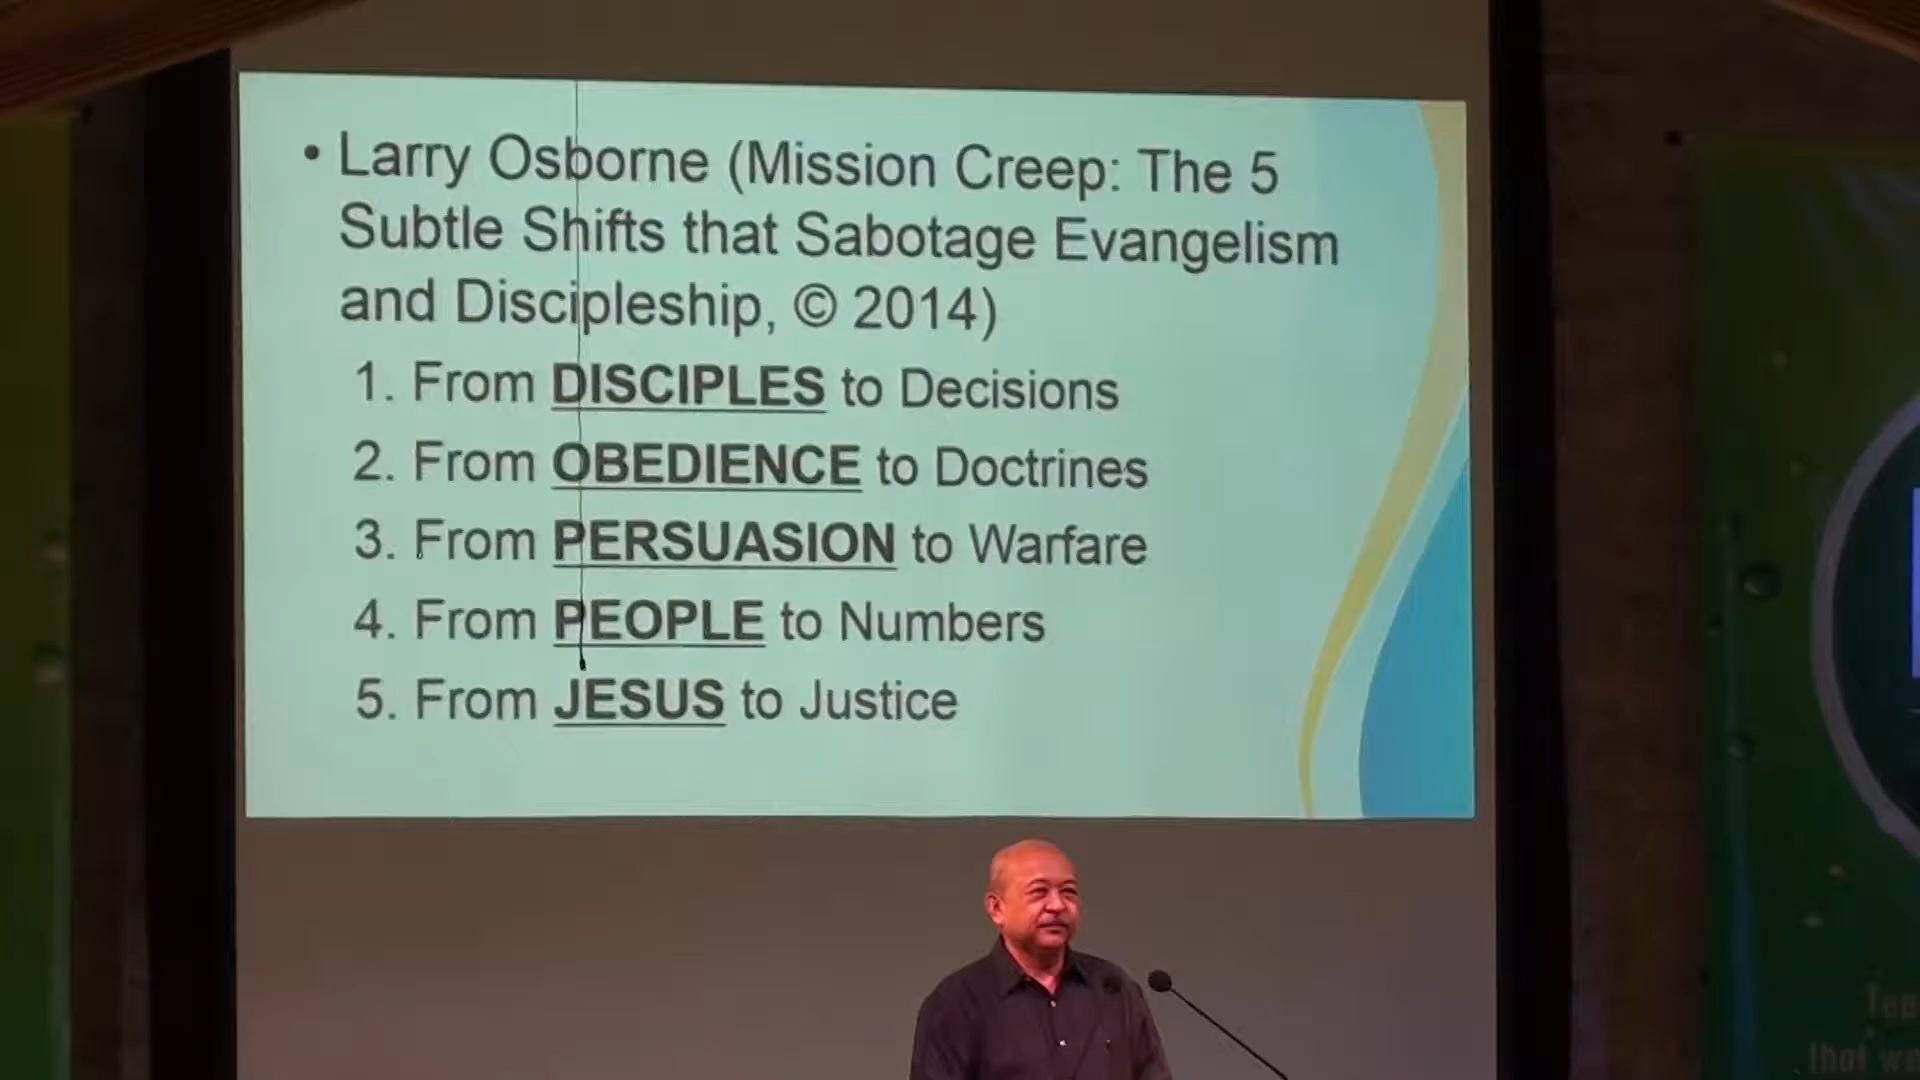 • Larry Osborne (Mission Creep: The 5
Subtle Shifts that Sabotage Evangelism
and Discipleship, © 2014)
1. From DISCIPLES to Decisions
2. From OBEDIENCE to Doctrines
3. From PERSUASION to Warfare
4. From PEOPLE to Numbers
5. From JESUS to Justice
that we